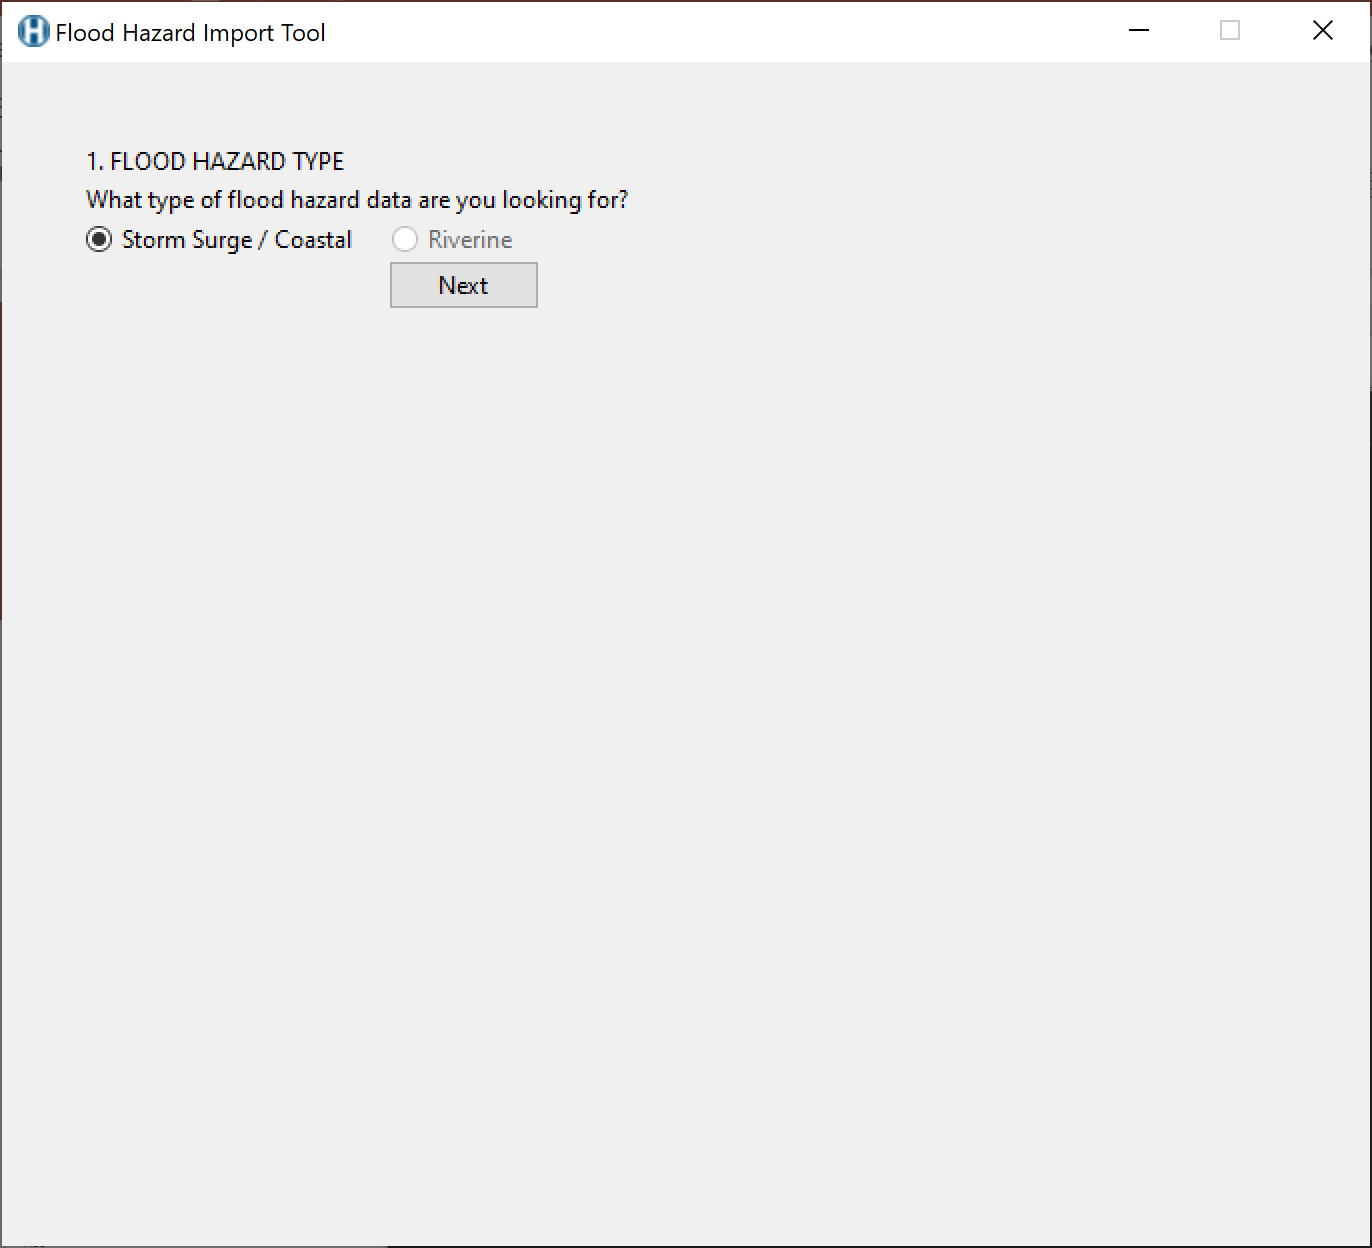 Flood Hazard Import Tool
1. FLOOD HAZARD TYPE
What type of flood hazard data are you looking for?
Storm Surge / Coastal Riverine
Next